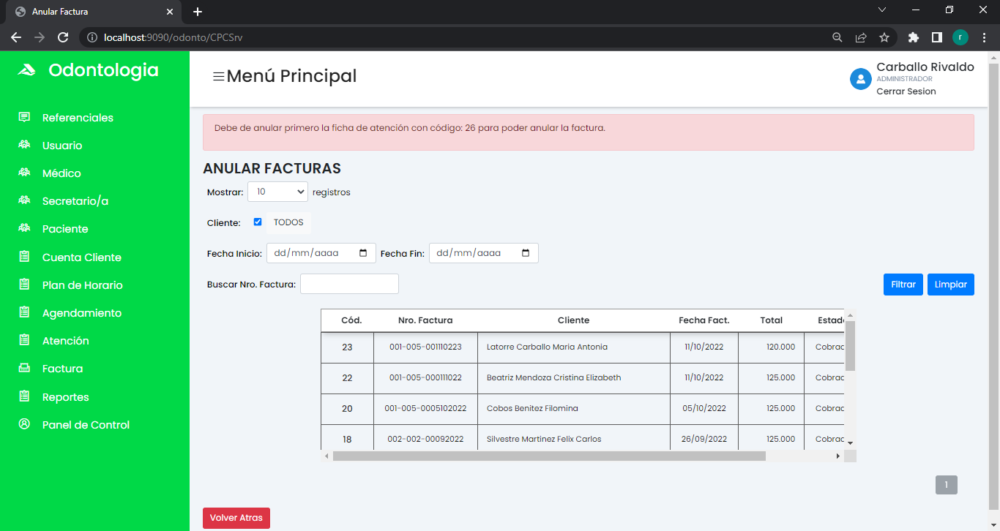 Anular Factura
localhost:9090/odonto/CPCSrv
r
Odontologia
Menú Principal
Carballo Rivaldo
ADMINISTRADOR
Cerrar Sesion
Referenciales
Usuario
Médico
Secretario/a
Paciente
Cuenta Cliente
Plan de Horario
Agendamiento
Atención
Factura
Reportes
Panel de Control
Debe de anular primero la ficha de atención con código: 26 para poder anular la factura.
ANULAR FACTURAS
Mostrar: 10 registros
Cliente: TODOS
Fecha Inicio: dd/mm/aaaa Fecha Fin: dd/mm/aaaa
Buscar Nro. Factura: Filtrar Limpiar
Cód. Nro. Factura Cliente Fecha Fact. Total Estad
23 001-005-001110223 Latorre Carballo Maria Antonia 11/10/2022 120.000 Cobrac
22 001-005-000111022 Beatriz Mendoza Cristina Elizabeth 11/10/2022 125.000 Cobrac
20 001-005-0005102022 Cobos Benitez Filomina 05/10/2022 125.000 Cobrac
18 002-002-00092022 Silvestre Martinez Felix Carlos 26/09/2022 125.000 Cobrac
1
Volver Atras